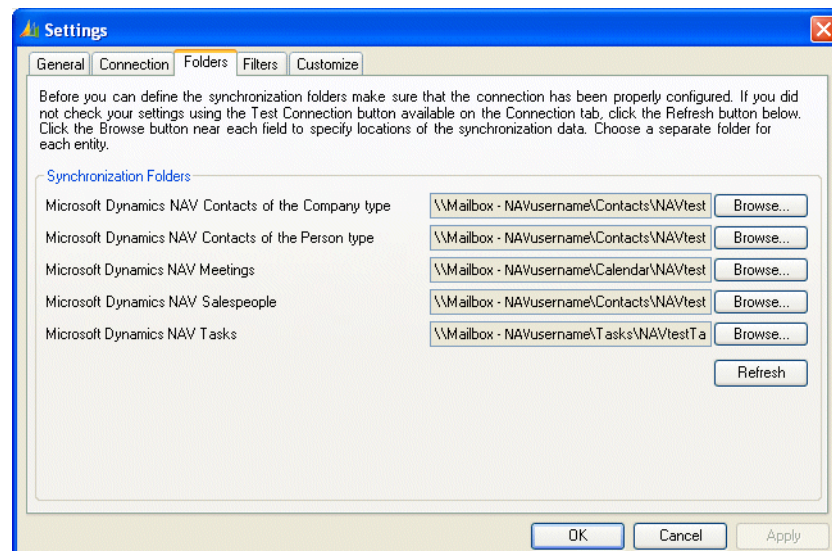 Settings
General Connection Folders Filters Customize
Before you can define the synchronization folders make sure that the connection has been properly configured. If you did
not check your settings using the Test Connection button available on the Connection tab, click the Refresh button below.
Click the Browse button near each field to specify locations of the synchronization data. Choose a separate folder for
each entity.
Synchronization Folders
Microsoft Dynamics NAV Contacts of the Company type \\Mailbox - NAVusername\Contacts\NAVtest Browse...
Microsoft Dynamics NAV Contacts of the Person type \\Mailbox - NAVusername\Contacts\NAVtest Browse...
Microsoft Dynamics NAV Meetings \\Mailbox - NAVusername\Calendar\NAVtest Browse...
Microsoft Dynamics NAV Salespeople \\Mailbox - NAVusername\Contacts\NAVtest Browse...
Microsoft Dynamics NAV Tasks \\Mailbox - NAVusername\Tasks\NAVtestTa Browse...
Refresh
OK Cancel Apply